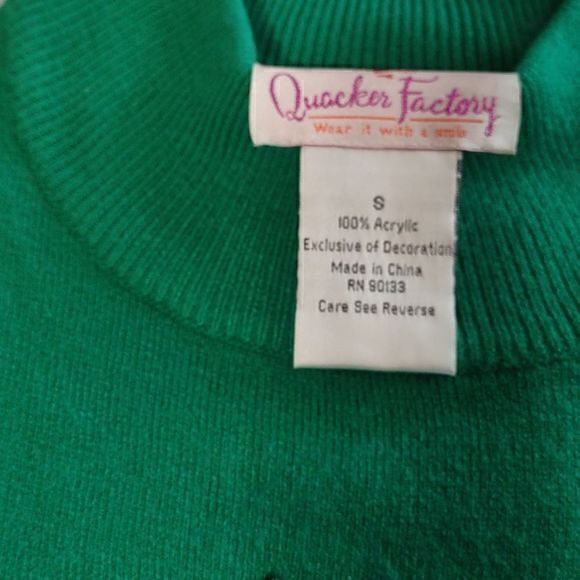 Quacker Factory
Wear it with a smile
S
100% Acrylic
Exclusive of Decoration
Made in China
RN 90133
Care See Reverse